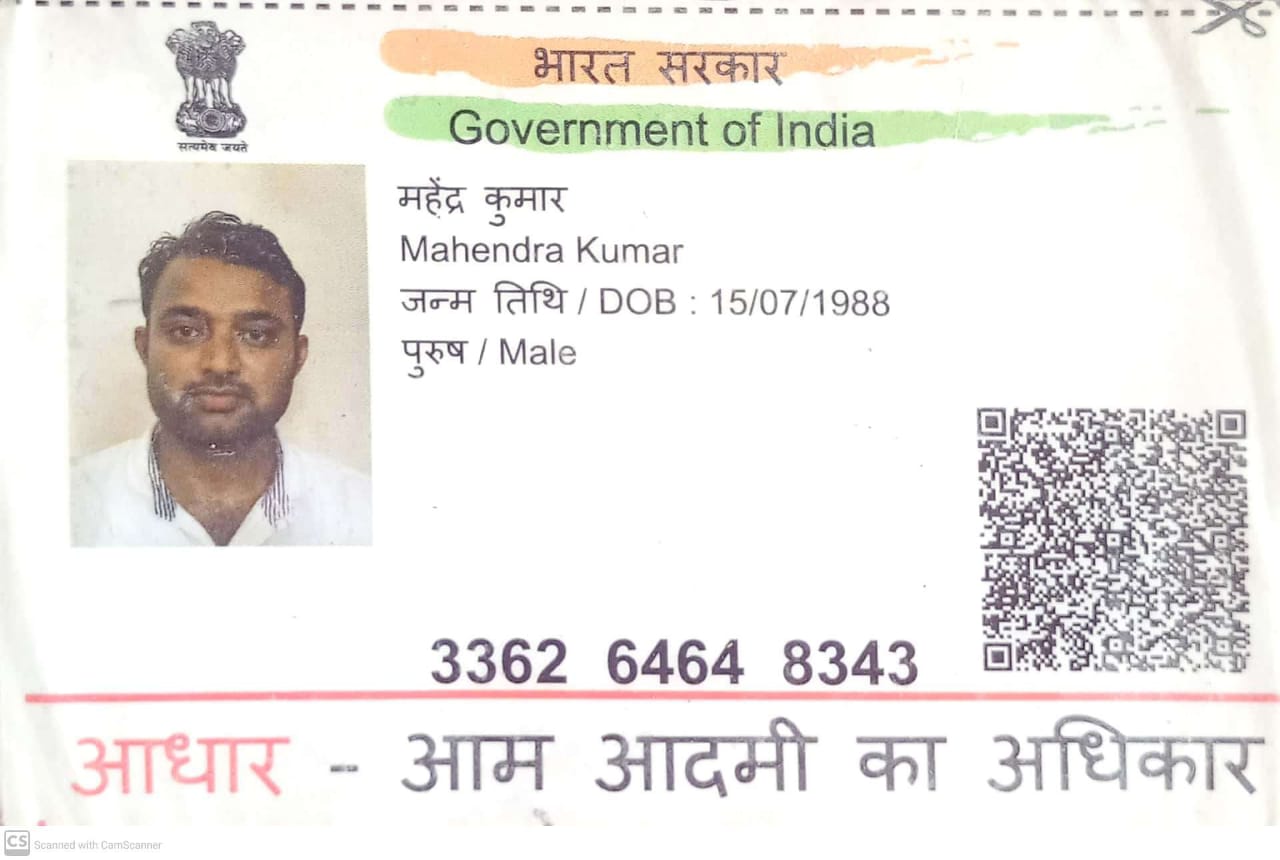 भारत सरकार
Government of India
सत्यमेव जयते
महेंद्र कुमार
Mahendra Kumar
जन्म तिथि / DOB : 15/07/1988
पुरुष / Male
3362 6464 8343
आधार - आम आदमी का अधिकार
CS Scanned with CamScanner